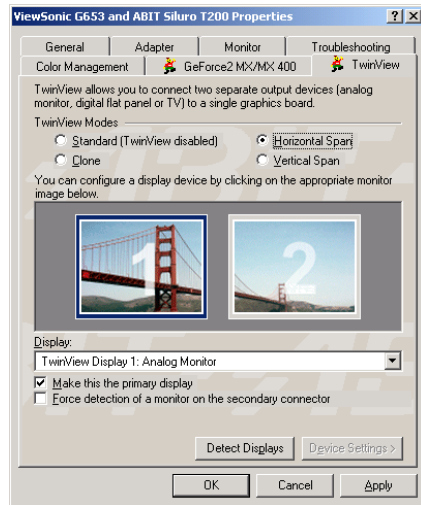 ViewSonic G653 and ABIT Siluro T200 Properties
General
Adapter
Monitor
Troubleshooting
Color Management
GeForce2 MX/MX 400
TwinView
TwinView allows you to connect two separate output devices (analog
monitor, digital flat panel or TV) to a single graphics board.
TwinView Modes
Standard (TwinView disabled)
Horizontal Span
Clone
Vertical Span
You can configure a display device by clicking on the appropriate monitor
image below.
1
2
Display:
TwinView Display 1: Analog Monitor
Make this the primary display
Force detection of a monitor on the secondary connector
Detect Displays
Device Settings >
OK
Cancel
Apply